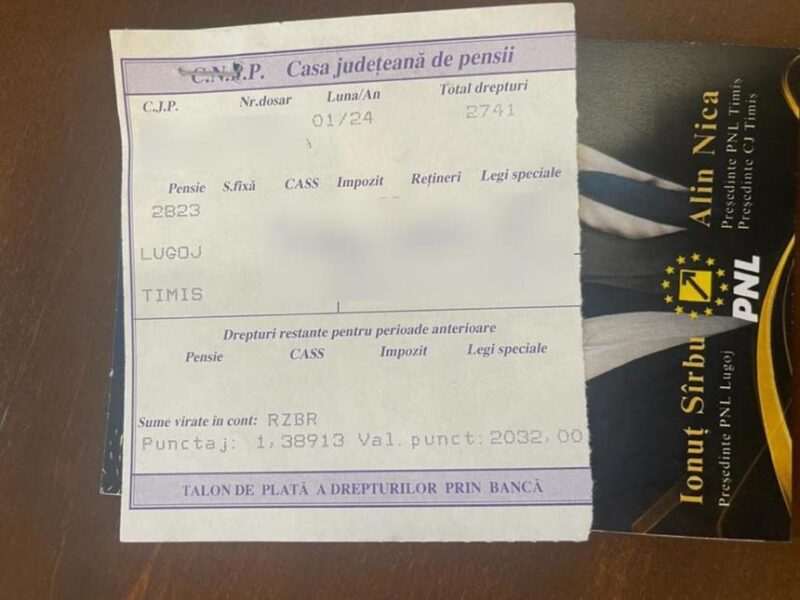 C.N.P.P. Casa județeană de pensii
C.J.P. Nr.dosar Luna/An Total drepturi
01/24 2741
Pensie S.fixă CASS Impozit Rețineri Legi speciale
2823
LUGOJ
TIMIS
Drepturi restante pentru perioade anterioare
Pensie CASS Impozit Legi speciale
Sume virate în cont: RZBR
Punctaj: 1,38913 Val. punct: 2032,00
TALON DE PLATĂ A DREPTURILOR PRIN BANCĂ
Ionuț Sîrbu
Președinte PNL Lugoj
PNL
Alin Nica
Președinte PNL Timiș
Președinte CJ Timiș